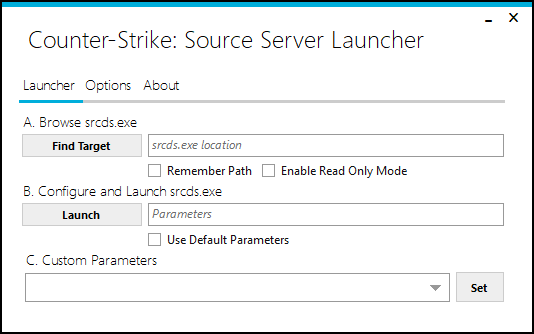 Counter-Strike: Source Server Launcher
Launcher Options About
A. Browse srcds.exe
Find Target srcds.exe location
Remember Path Enable Read Only Mode
B. Configure and Launch srcds.exe
Launch Parameters
Use Default Parameters
C. Custom Parameters
Set